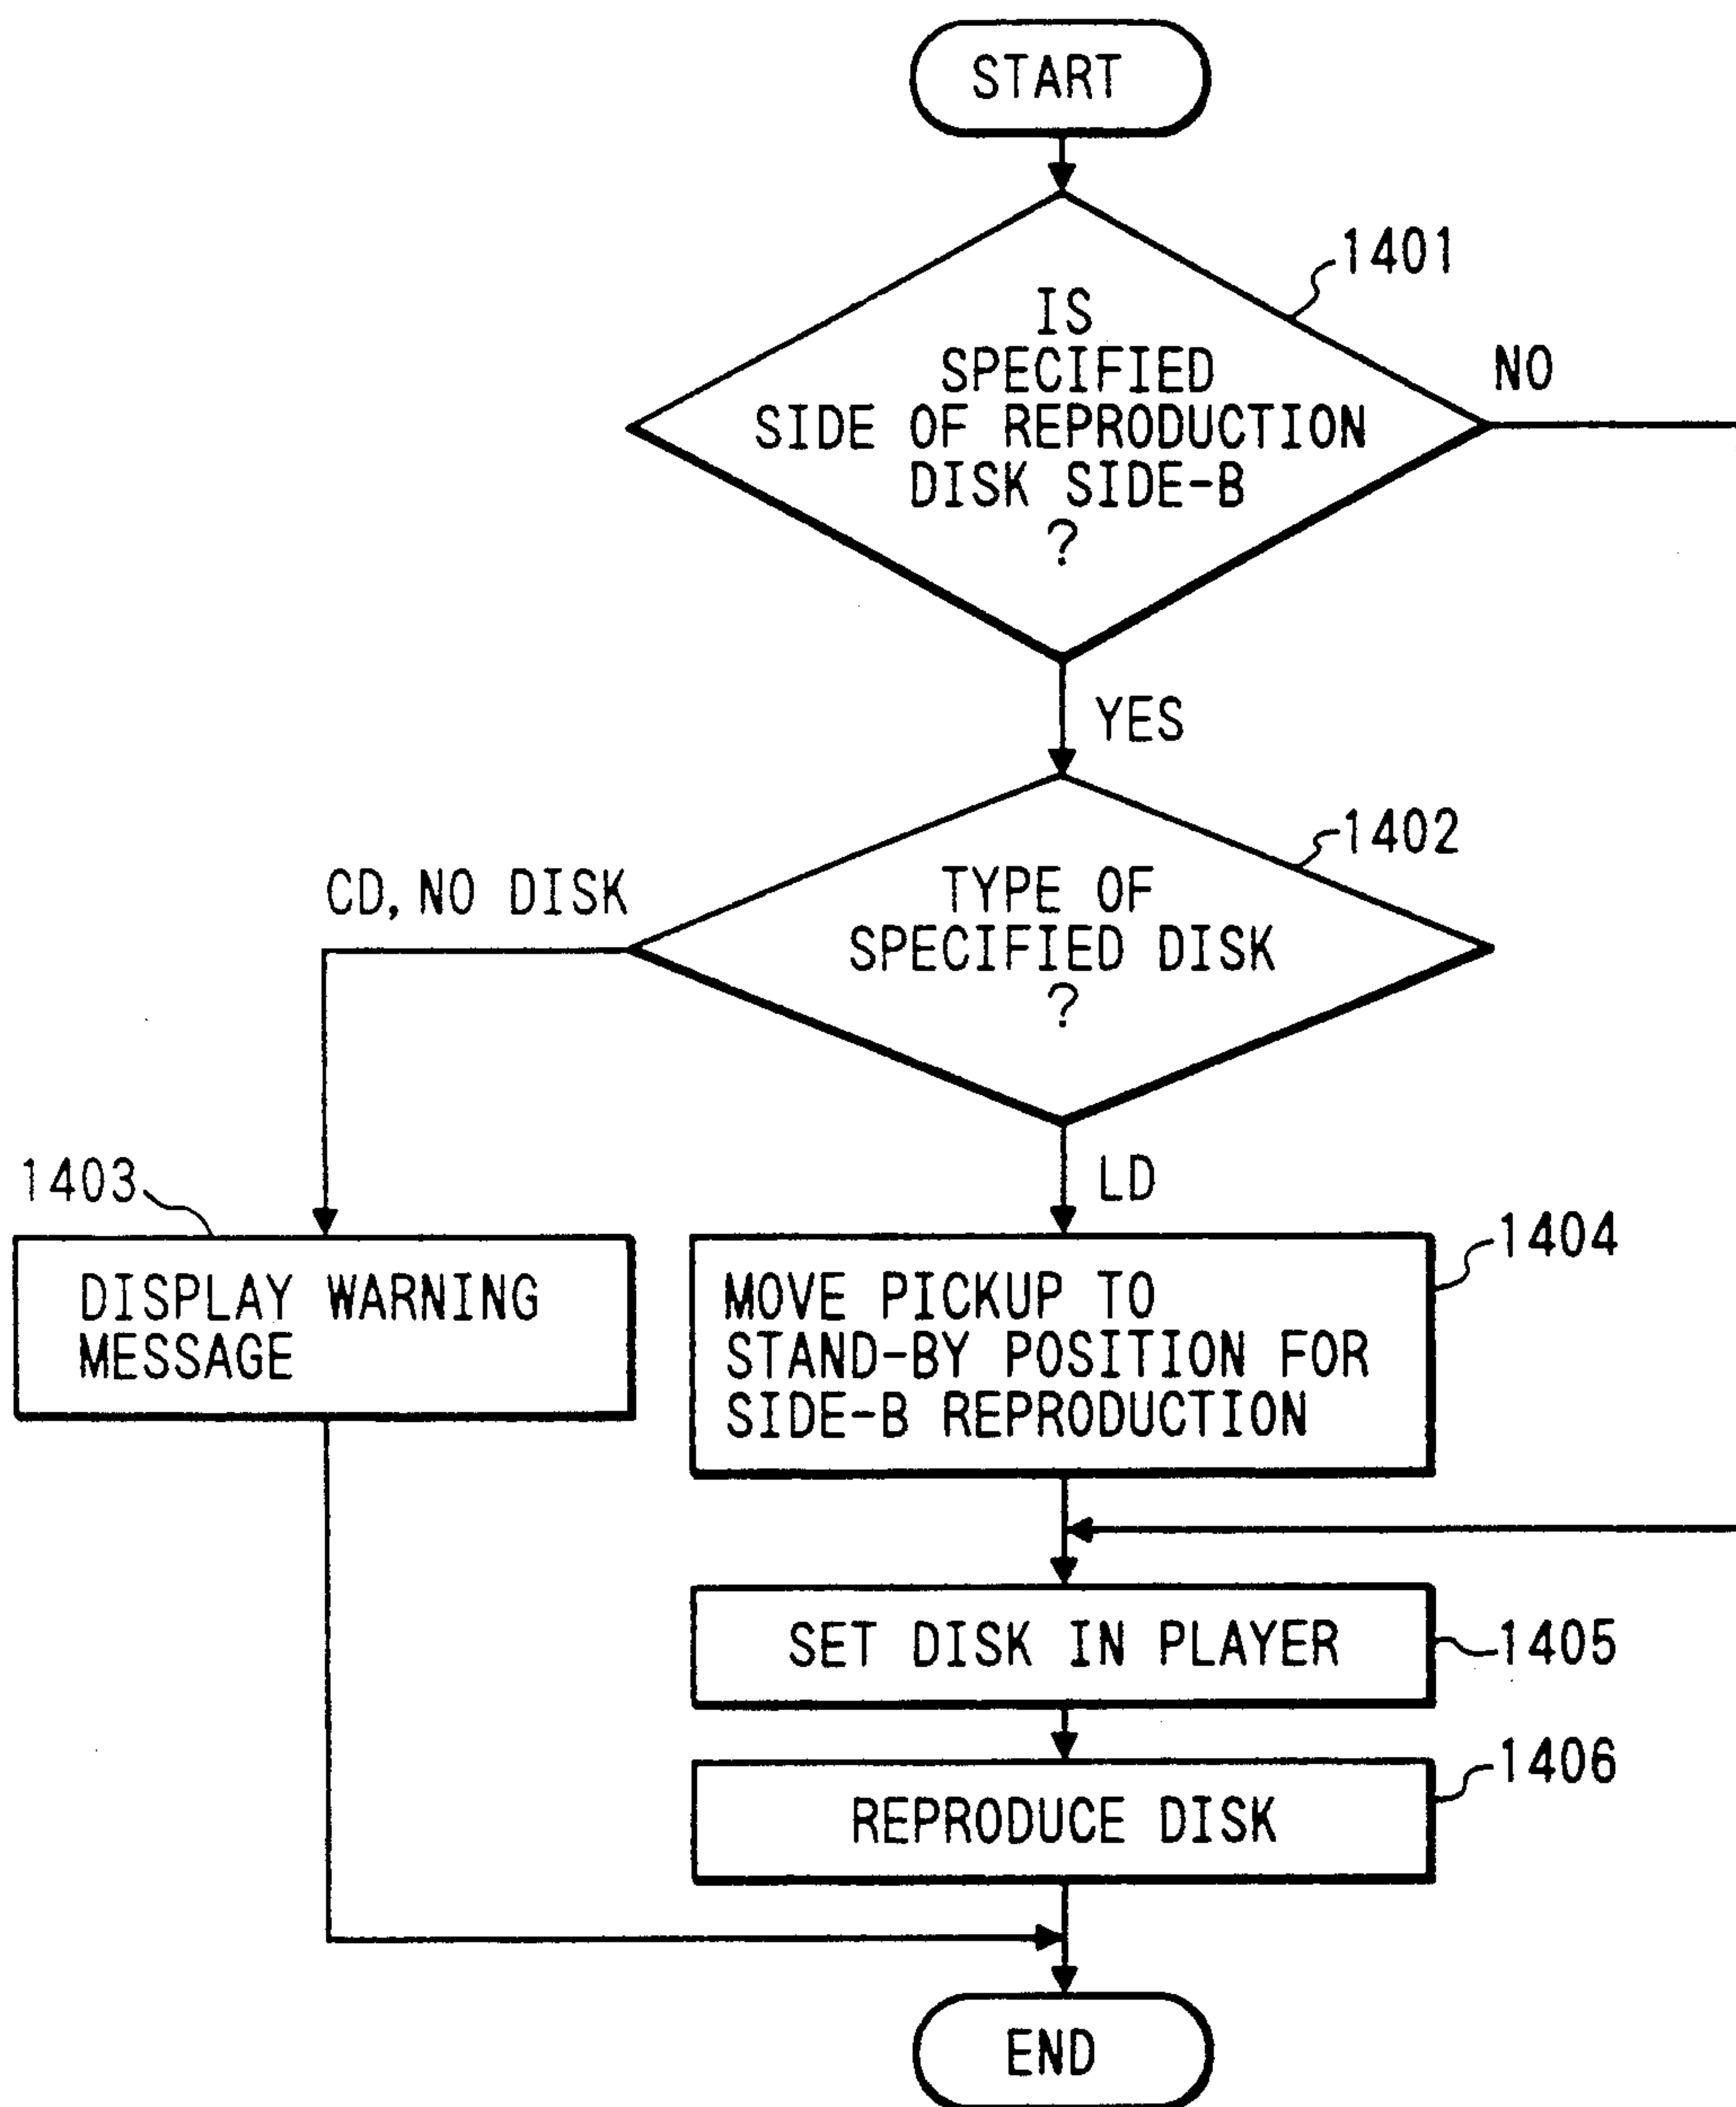 START
1401
IS
SPECIFIED
SIDE OF REPRODUCTION
DISK SIDE-B
?
NO
YES
1402
TYPE OF
SPECIFIED DISK
?
CD, NO DISK
LD
1403
DISPLAY WARNING
MESSAGE
1404
MOVE PICKUP TO
STAND-BY POSITION FOR
SIDE-B REPRODUCTION
SET DISK IN PLAYER
1405
1406
REPRODUCE DISK
END